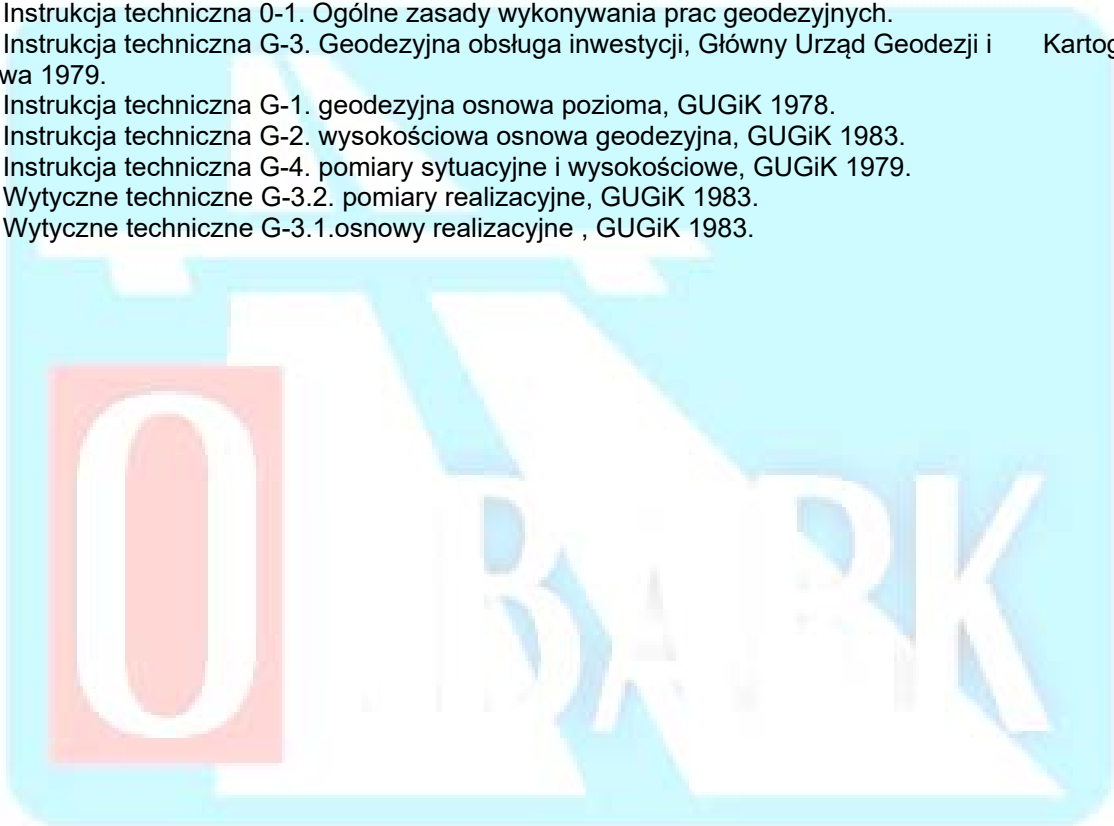 Instrukcja techniczna 0-1. Ogólne zasady wykonywania prac geodezyjnych.
Instrukcja techniczna G-3. Geodezyjna obsługa inwestycji, Główny Urząd Geodezji i Kartog
wa 1979.
Instrukcja techniczna G-1. geodezyjna osnowa pozioma, GUGiK 1978.
Instrukcja techniczna G-2. wysokościowa osnowa geodezyjna, GUGiK 1983.
Instrukcja techniczna G-4. pomiary sytuacyjne i wysokościowe, GUGiK 1979.
Wytyczne techniczne G-3.2. pomiary realizacyjne, GUGiK 1983.
Wytyczne techniczne G-3.1.osnowy realizacyjne , GUGiK 1983.